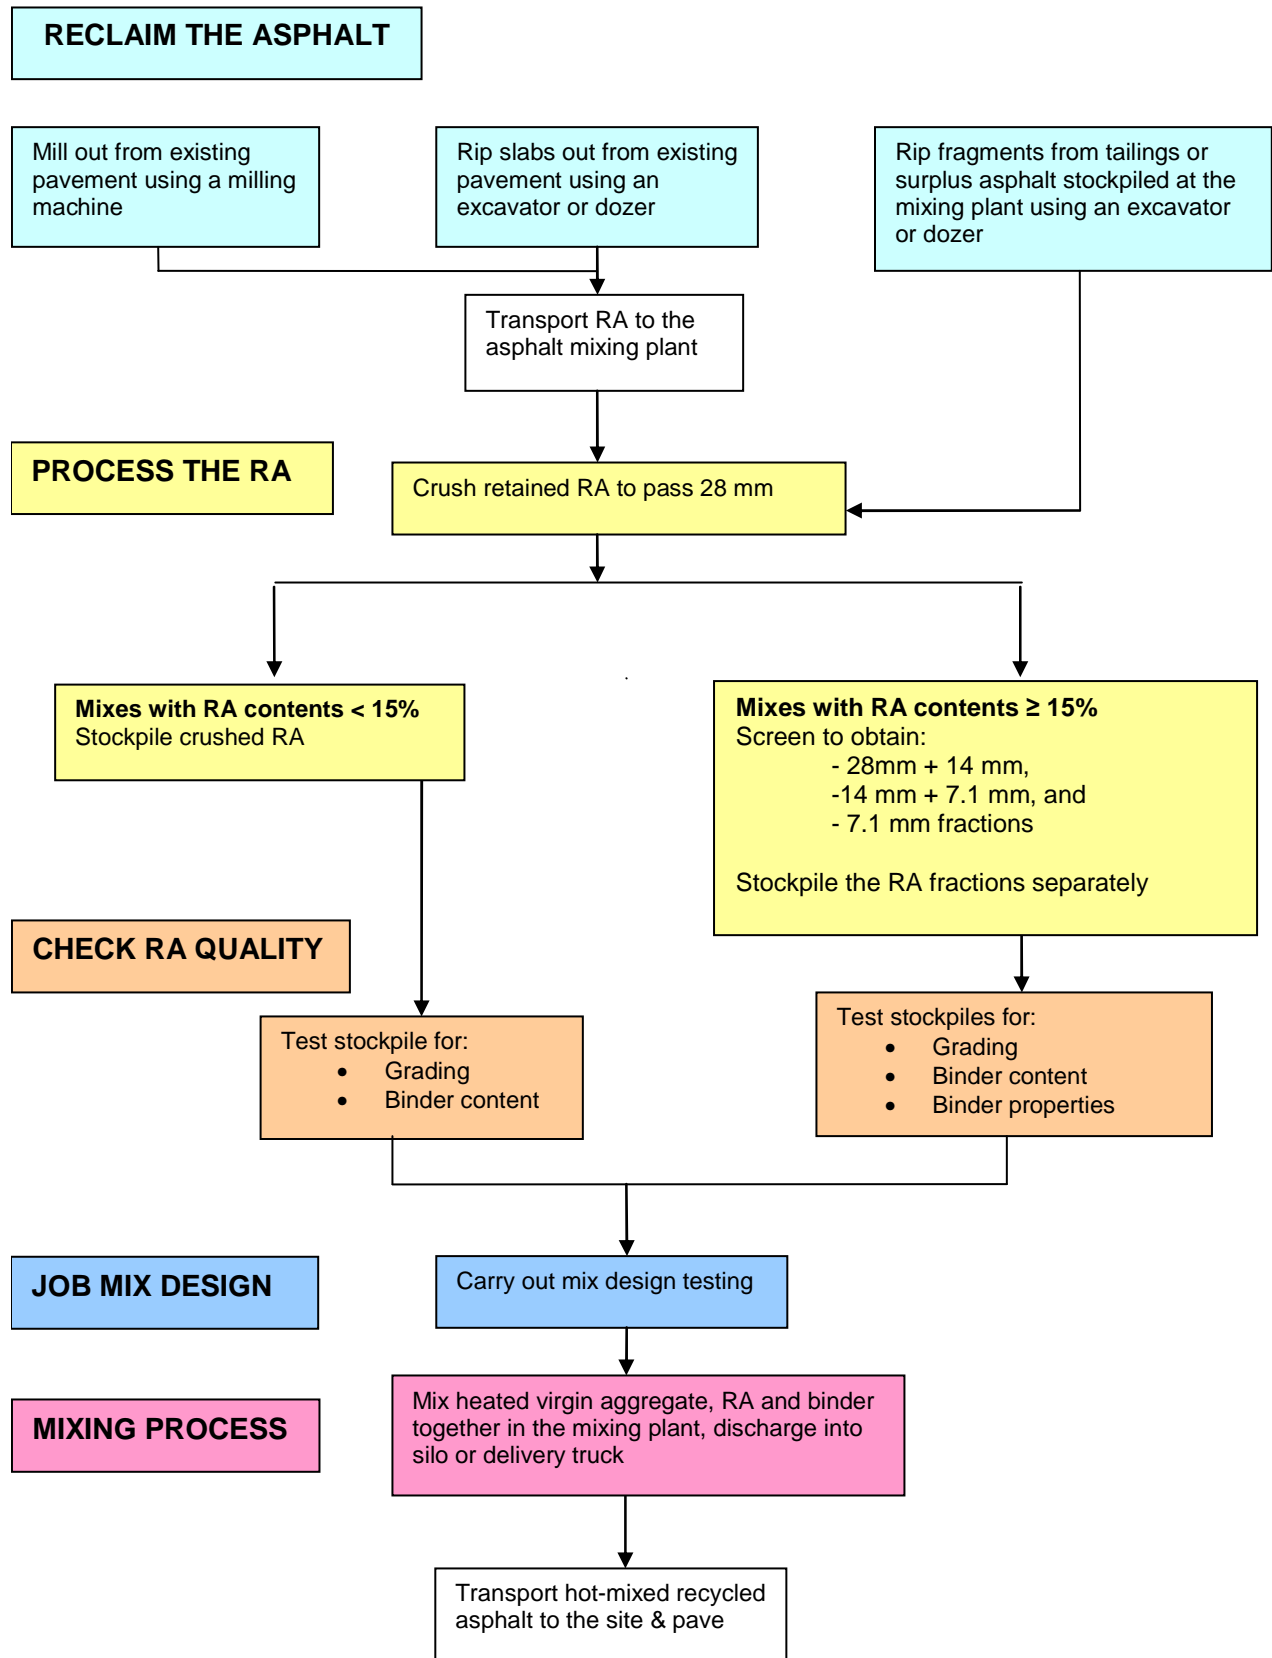 RECLAIM THE ASPHALT
Mill out from existing
pavement using a milling
machine
Rip slabs out from existing
pavement using an
excavator or dozer
Rip fragments from tailings or
surplus asphalt stockpiled at the
mixing plant using an excavator
or dozer
Transport RA to the
asphalt mixing plant
PROCESS THE RA
Crush retained RA to pass 28 mm
Mixes with RA contents < 15%
Stockpile crushed RA
Mixes with RA contents ≥ 15%
Screen to obtain:
- 28mm + 14 mm,
-14 mm + 7.1 mm, and
- 7.1 mm fractions
Stockpile the RA fractions separately
CHECK RA QUALITY
Test stockpile for:
• Grading
• Binder content
Test stockpiles for:
• Grading
• Binder content
• Binder properties
JOB MIX DESIGN
Carry out mix design testing
MIXING PROCESS
Mix heated virgin aggregate, RA and binder
together in the mixing plant, discharge into
silo or delivery truck
Transport hot-mixed recycled
asphalt to the site & pave